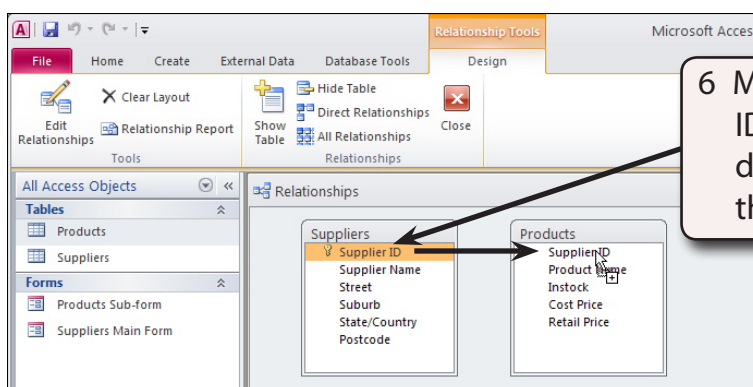 Relationship Tools
Microsoft Acces
File Home Create External Data Database Tools Design
Edit Relationships
Clear Layout
Relationship Report
Tools
Show Table
Hide Table
Direct Relationships
All Relationships
Relationships
Close
6 M
ID
d
th
All Access Objects
Tables
Products
Suppliers
Forms
Products Sub-form
Suppliers Main Form
Relationships
Suppliers
Supplier ID
Supplier Name
Street
Suburb
State/Country
Postcode
Products
Supplier ID
Product Name
Instock
Cost Price
Retail Price